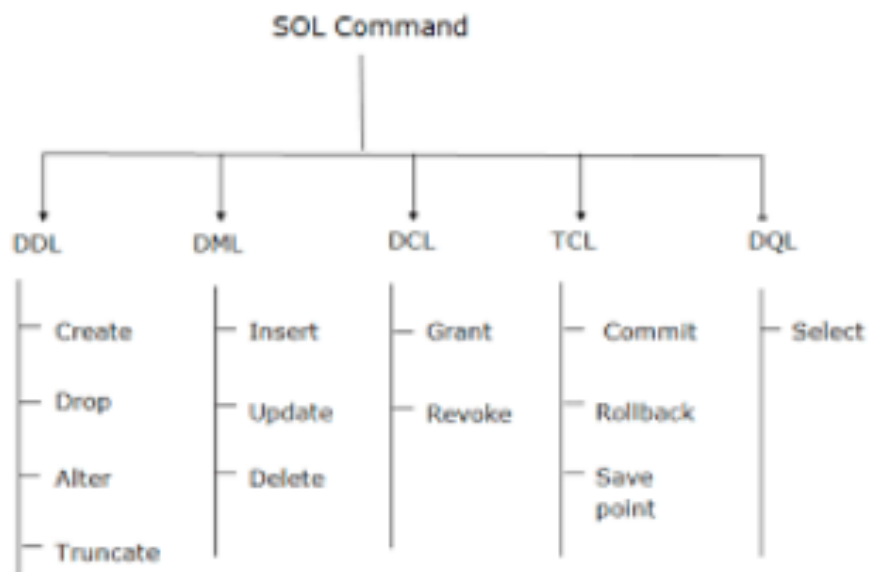 SOL Command
DDL
DML
DCL
TCL
DQL
Create
Drop
Alter
Truncate
Insert
Update
Delete
Grant
Revoke
Commit
Rollback
Save
point
Select